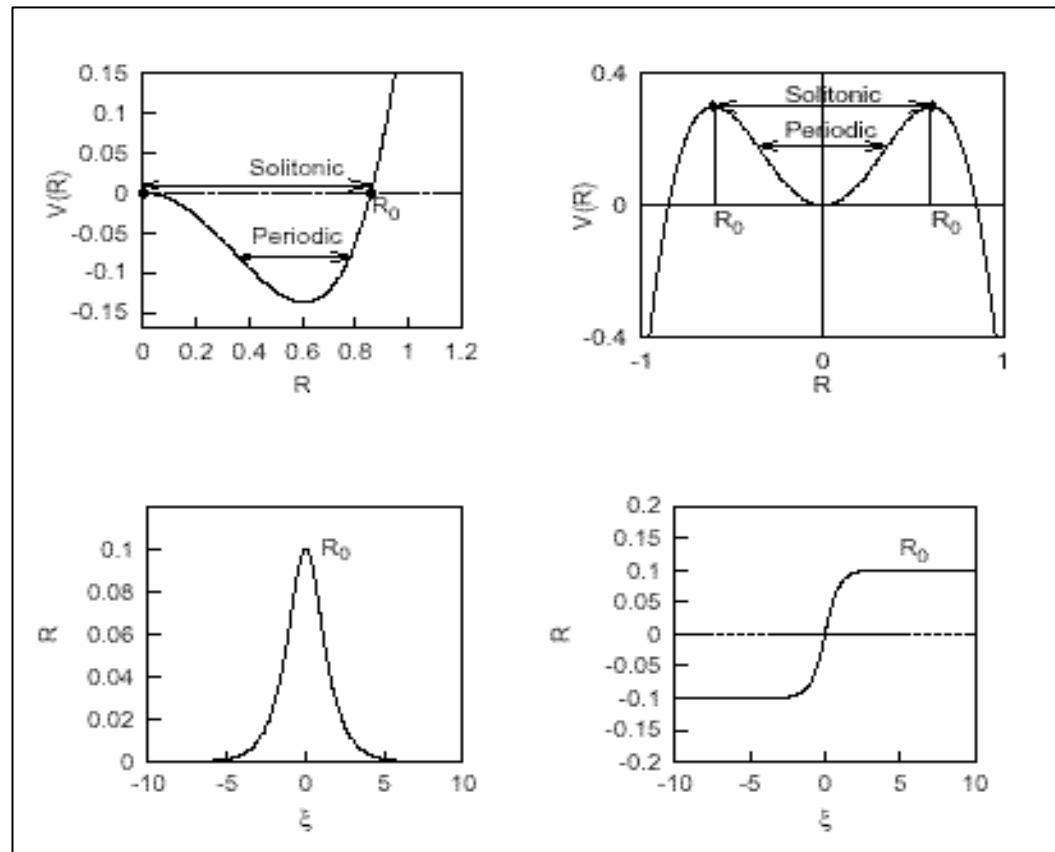 0.15
0.1
0.05
0
-0.05
-0.1
-0.15
V(R)
Solitonic
R0
Periodic
0 0.2 0.4 0.6 0.8 1 1.2
R
0.4
0
-0.4
V(R)
Solitonic
Periodic
R0 R0
-1 0 1
R
0.1
0.08
0.06
0.04
0.02
0
R
R0
-10 -5 0 5 10
ξ
0.2
0.15
0.1
0.05
0
-0.05
-0.1
-0.15
-0.2
R
R0
-10 -5 0 5 10
ξ